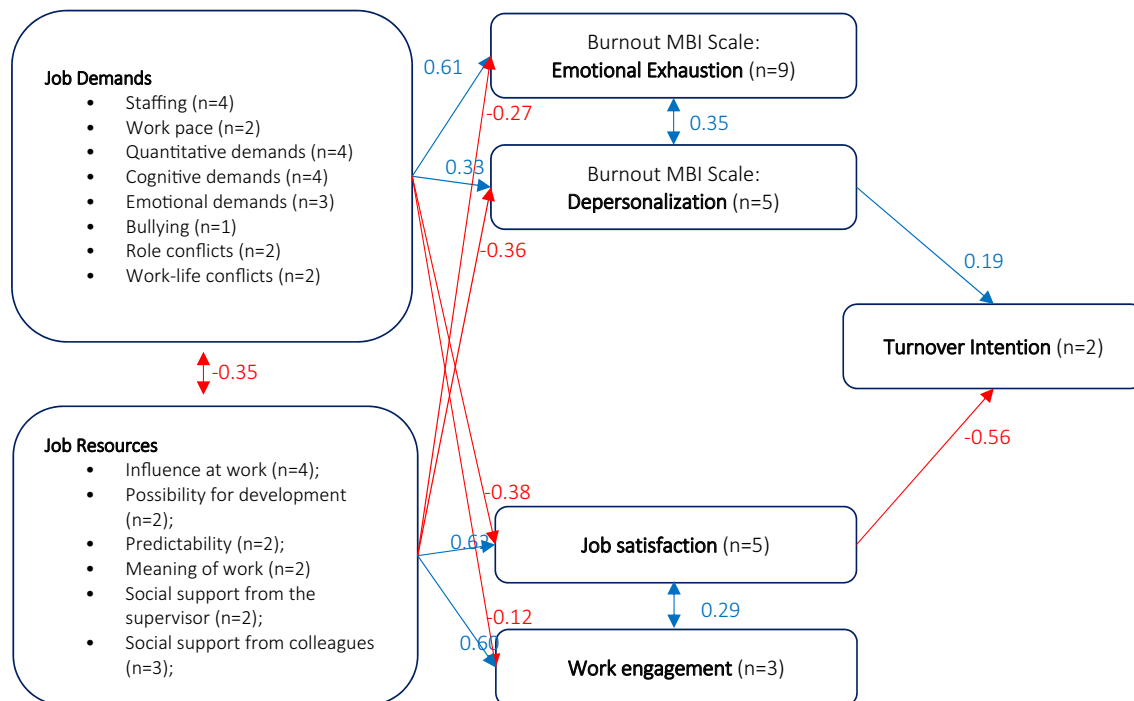 Job Demands
• Staffing (n=4)
• Work pace (n=2)
• Quantitative demands (n=4)
• Cognitive demands (n=4)
• Emotional demands (n=3)
• Bullying (n=1)
• Role conflicts (n=2)
• Work-life conflicts (n=2)
-0.35
Job Resources
• Influence at work (n=4);
• Possibility for development
(n=2);
• Predictability (n=2);
• Meaning of work (n=2)
• Social support from the
supervisor (n=2);
• Social support from colleagues
(n=3);
0.61
-0.27
0.33
-0.36
-0.38
-0.12
0.60
Burnout MBI Scale:
Emotional Exhaustion (n=9)
0.35
Burnout MBI Scale:
Depersonalization (n=5)
Job satisfaction (n=5)
0.29
Work engagement (n=3)
0.19
-0.56
Turnover Intention (n=2)